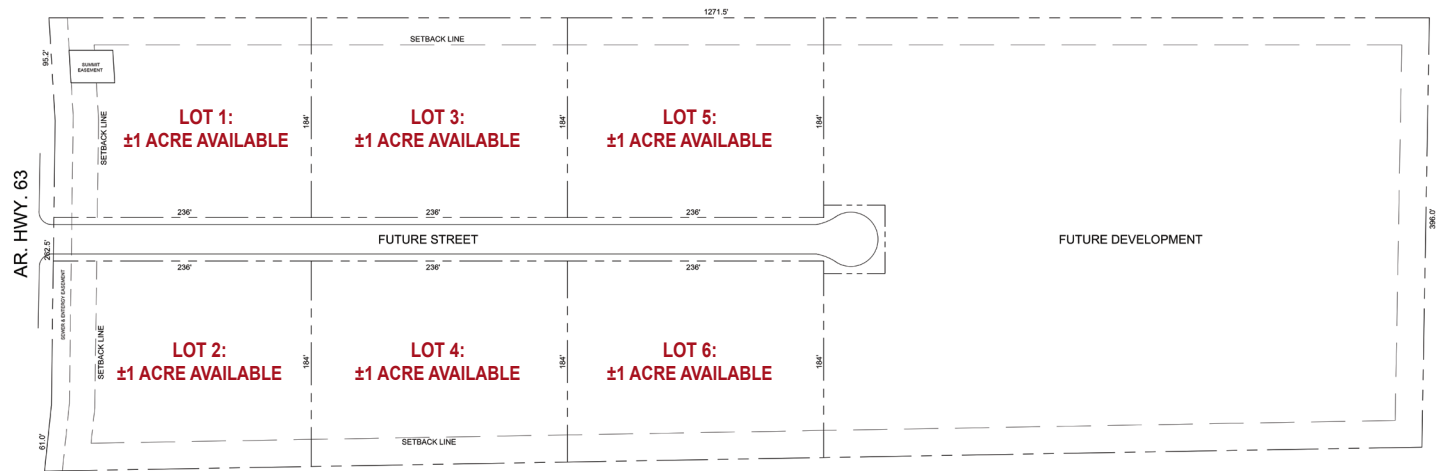 1271.5'
SETBACK LINE
95.2'
SUMMIT
EASEMENT
SETBACK LINE
LOT 1:
±1 ACRE AVAILABLE
184'
LOT 3:
±1 ACRE AVAILABLE
184'
LOT 5:
±1 ACRE AVAILABLE
184'
AR. HWY. 63
236'
236'
236'
262.5'
FUTURE STREET
FUTURE DEVELOPMENT
396.0'
236'
236'
236'
SEWER & ENTERGY EASEMENT
SETBACK LINE
LOT 2:
±1 ACRE AVAILABLE
184'
LOT 4:
±1 ACRE AVAILABLE
184'
LOT 6:
±1 ACRE AVAILABLE
184'
61.0'
SETBACK LINE